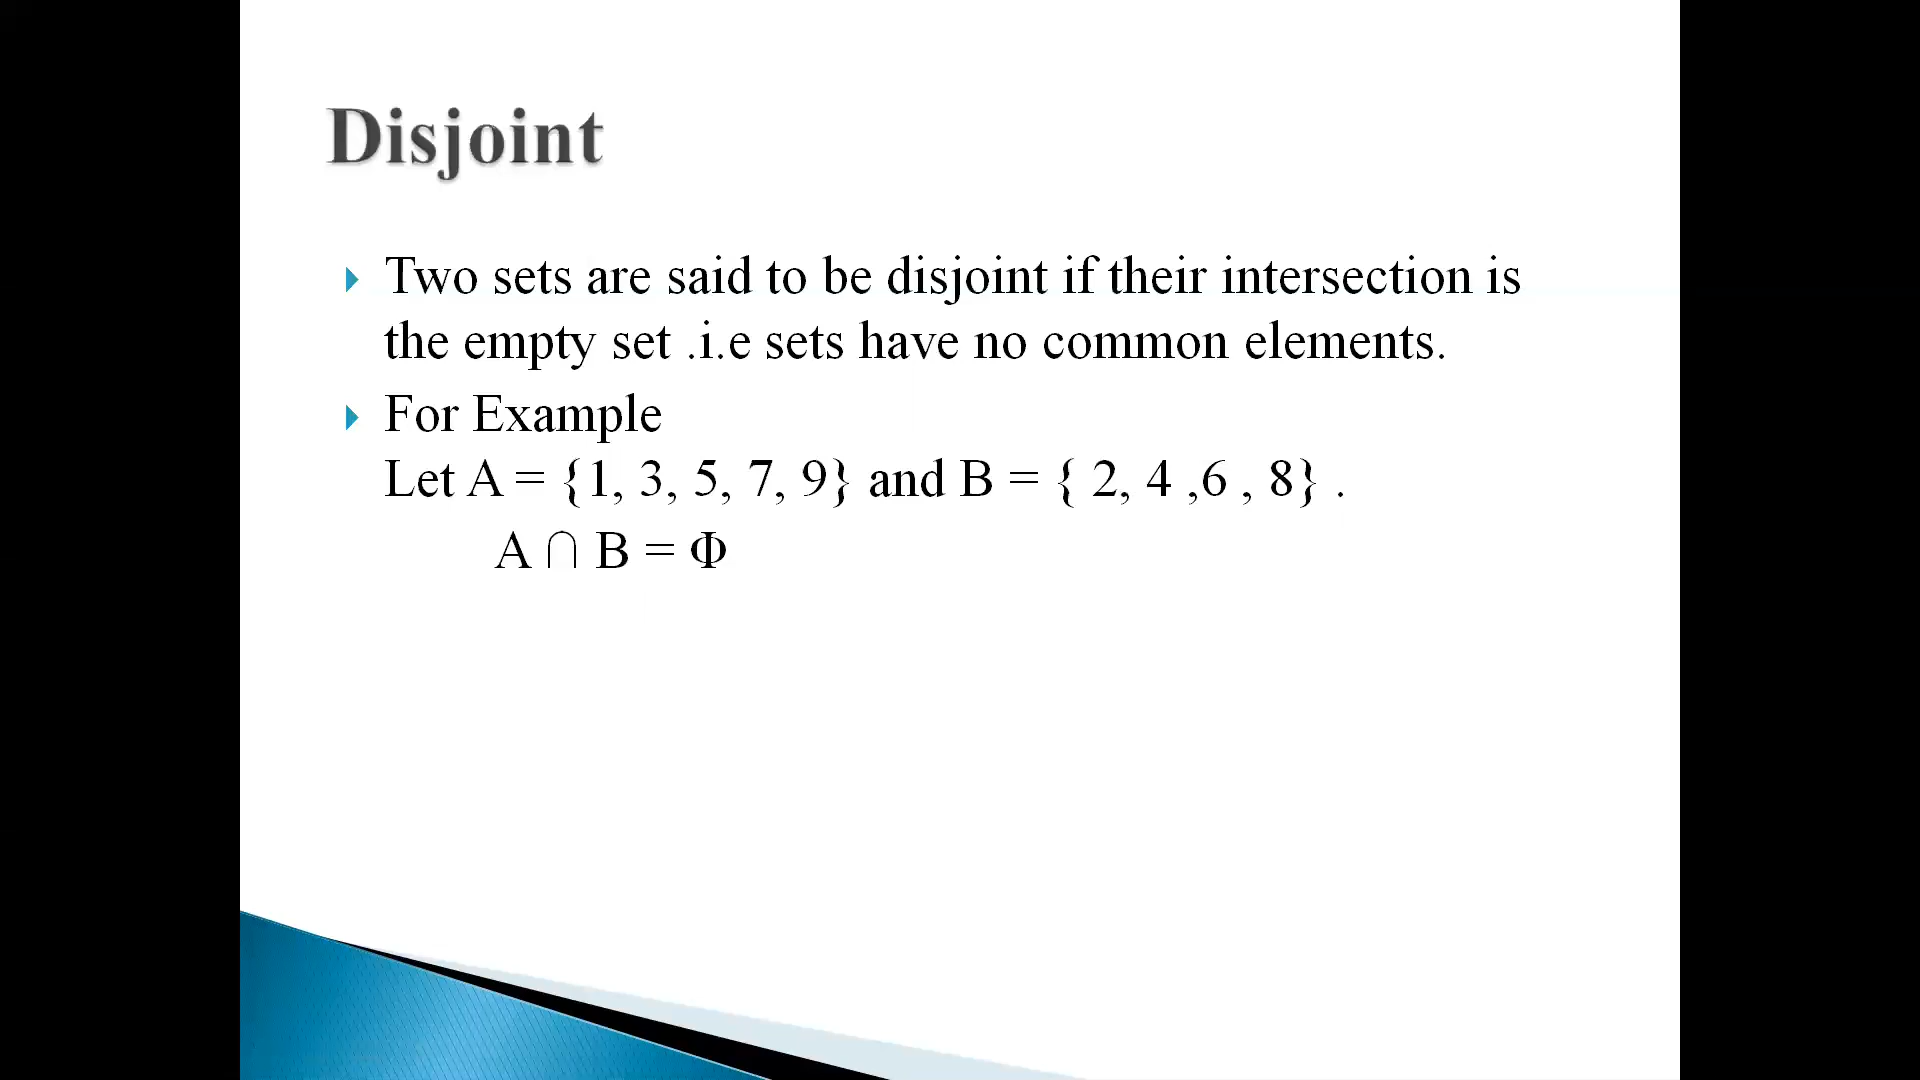 Disjoint
Two sets are said to be disjoint if their intersection is
the empty set .i.e sets have no common elements.
For Example
Let A = {1, 3, 5, 7, 9} and B = { 2, 4 ,6 , 8} .
A ∩ B = Φ